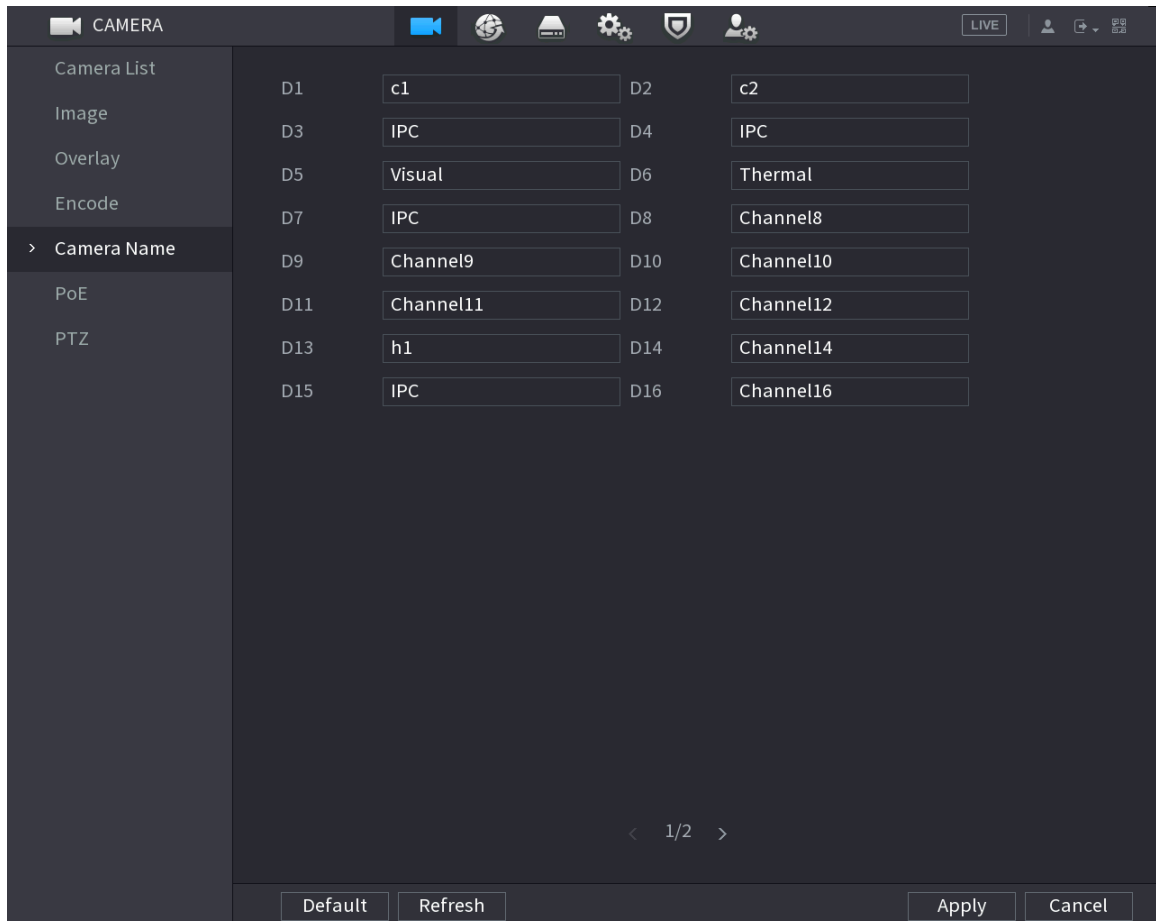 CAMERA LIVE
Camera List
Image
Overlay
Encode
> Camera Name
PoE
PTZ
D1 c1 D2 c2
D3 IPC D4 IPC
D5 Visual D6 Thermal
D7 IPC D8 Channel8
D9 Channel9 D10 Channel10
D11 Channel11 D12 Channel12
D13 h1 D14 Channel14
D15 IPC D16 Channel16
< 1/2 >
Default Refresh Apply Cancel